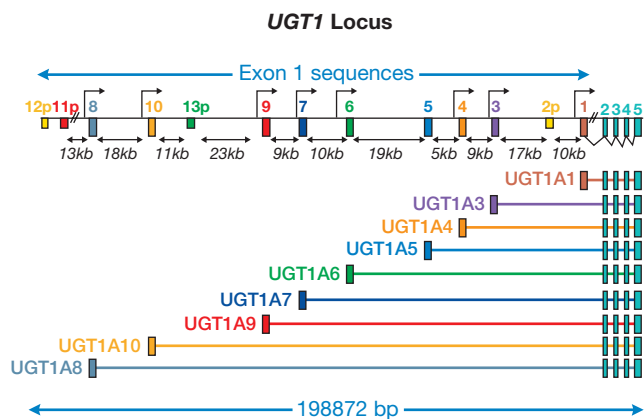 UGT1 Locus
Exon 1 sequences
12p 11p 8 10 13p 9 7 6 5 4 3 2p 1 2 3 4 5
13kb 18kb 11kb 23kb 9kb 10kb 19kb 5kb 9kb 17kb 10kb
UGT1A1
UGT1A3
UGT1A4
UGT1A5
UGT1A6
UGT1A7
UGT1A9
UGT1A10
UGT1A8
198872 bp